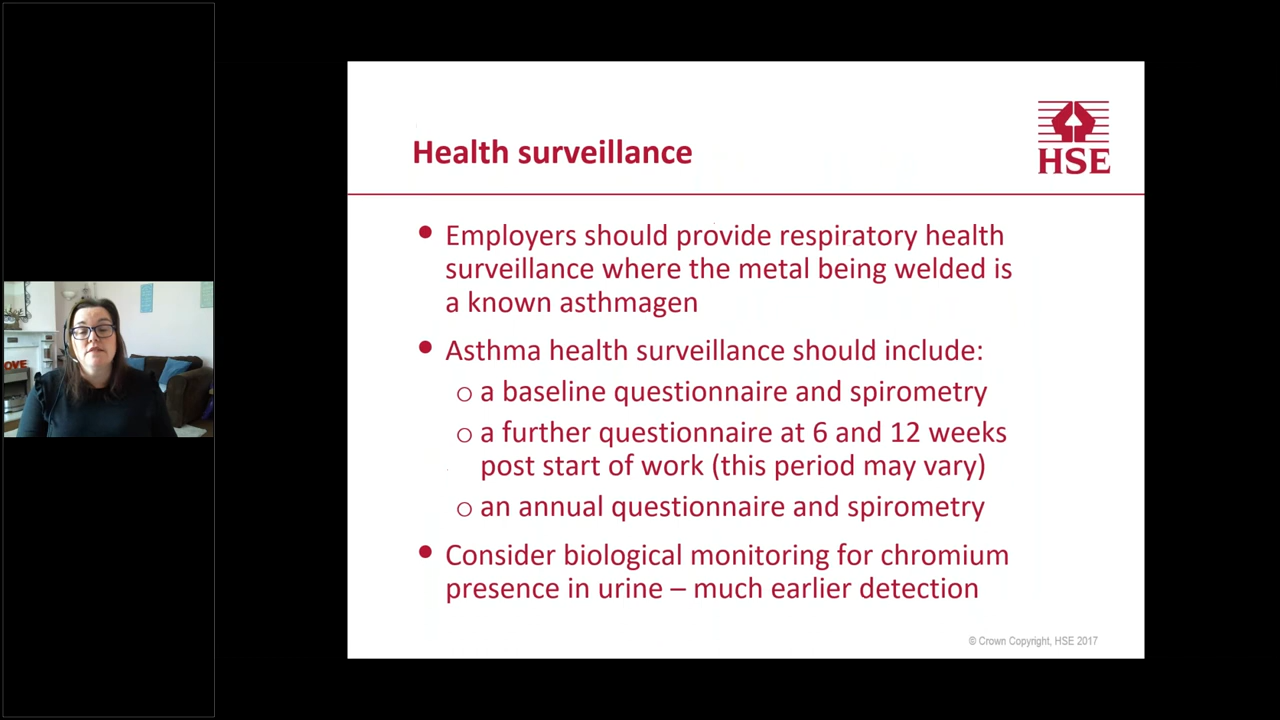 Health surveillance
HSE
• Employers should provide respiratory health
surveillance where the metal being welded is
a known asthmagen
• Asthma health surveillance should include:
o a baseline questionnaire and spirometry
o a further questionnaire at 6 and 12 weeks
post start of work (this period may vary)
o an annual questionnaire and spirometry
• Consider biological monitoring for chromium
presence in urine – much earlier detection
© Crown Copyright, HSE 2017
OVE